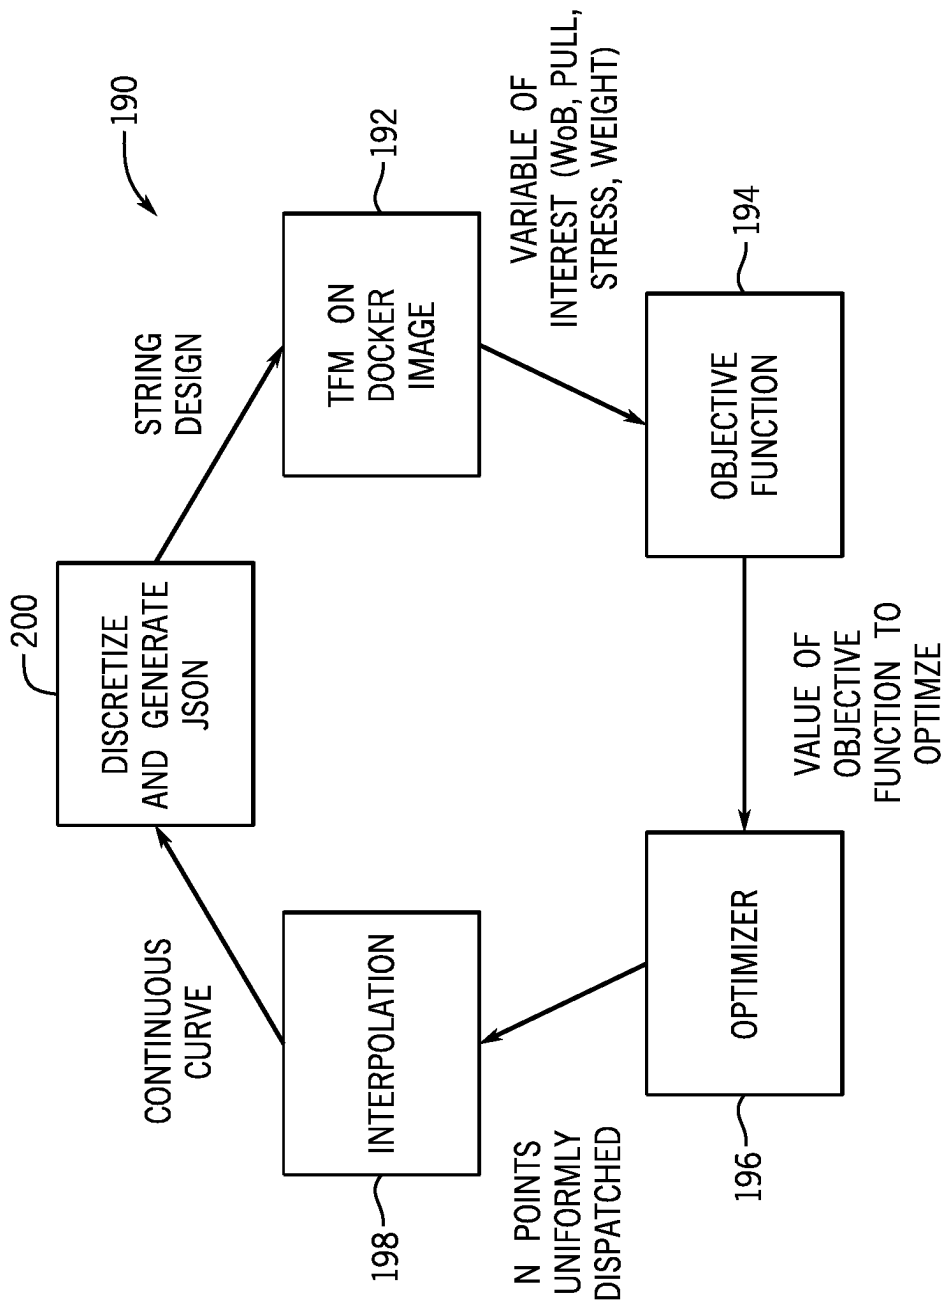 190
200
DISCRETIZE
AND GENERATE
JSON
STRING
DESIGN
192
TFM ON
DOCKER
IMAGE
VARIABLE OF
INTEREST (WoB, PULL,
STRESS, WEIGHT)
194
OBJECTIVE
FUNCTION
VALUE OF
OBJECTIVE
FUNCTION TO
OPTIMZE
OPTIMIZER
196
N POINTS
UNIFORMLY
DISPATCHED
INTERPOLATION
198
CONTINUOUS
CURVE